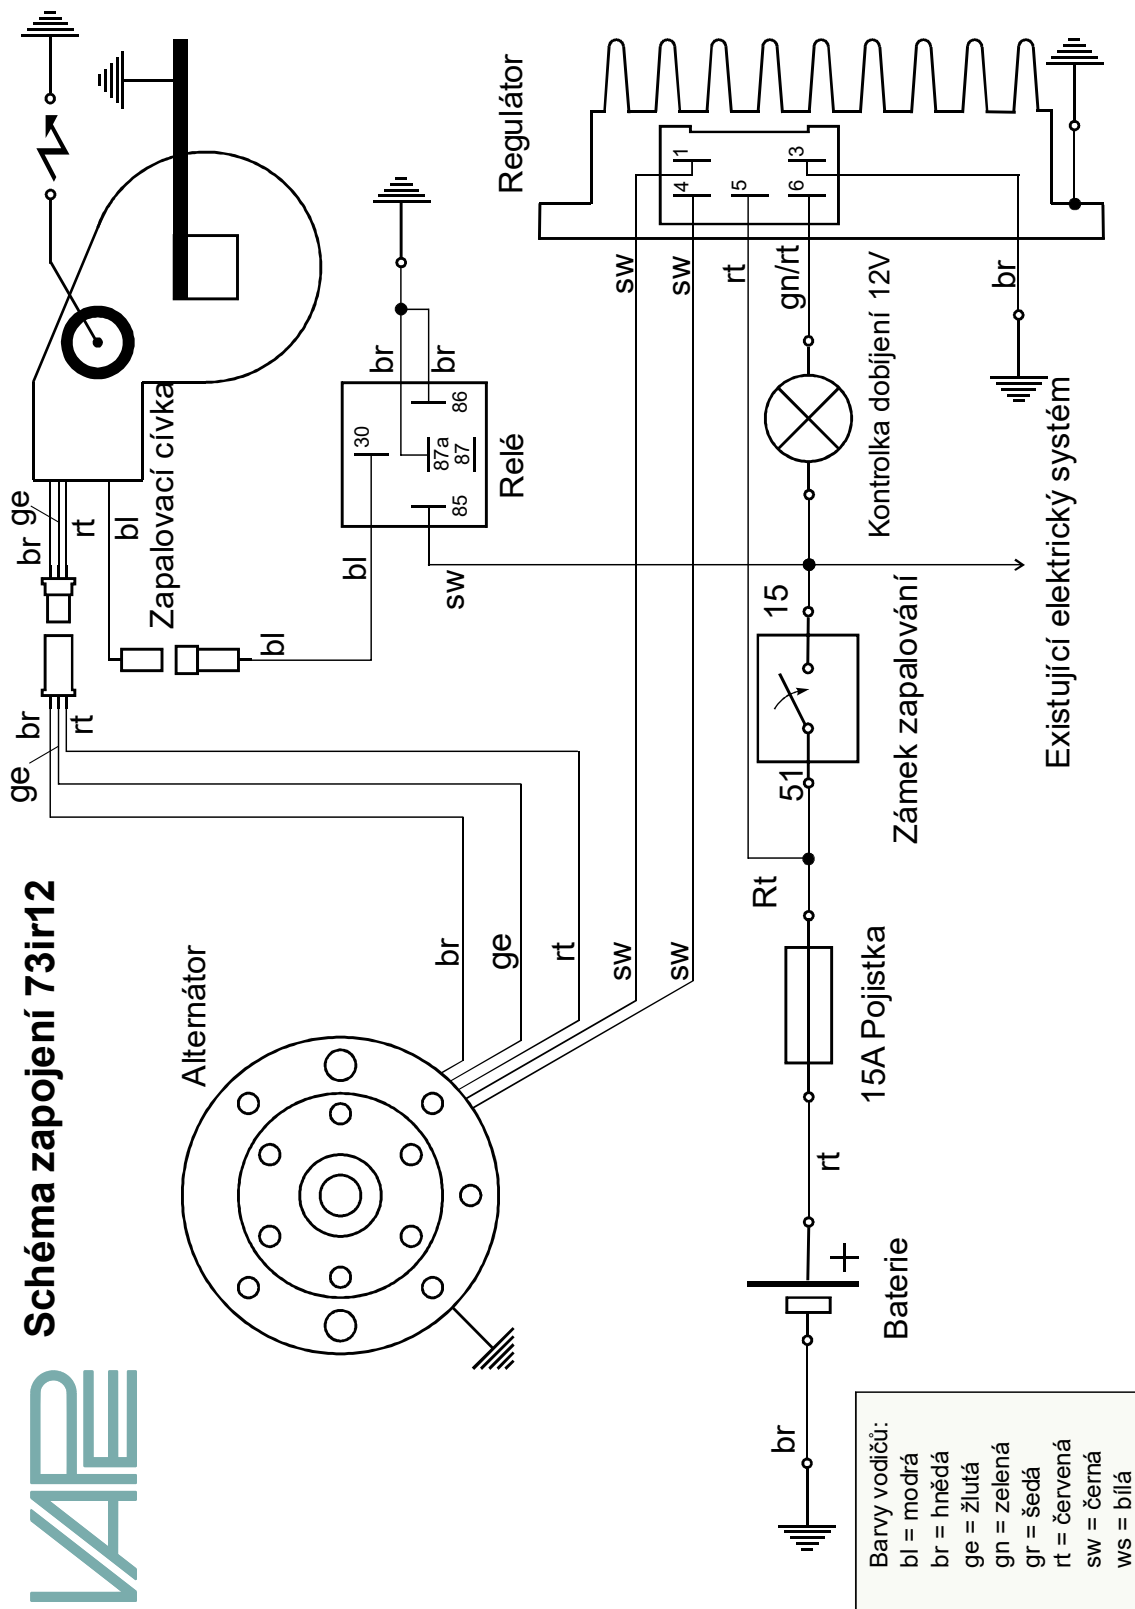 VAPE
Schéma zapojení 73ir12
Alternátor
br
ge
rt
sw
sw
ge
br
rt
br
ge
rt
bl
Zapalovací cívka
bl
bl
30
87a
87
86
85
Relé
br
br
sw
Regulátor
1
3
4
5
6
sw
sw
rt
gn/rt
br
Kontrolka dobíjení 12V
Existující elektrický systém
15
51
Zámek zapalování
Rt
15A Pojistka
rt
+
Baterie
br
Barvy vodičů:
bl = modrá
br = hnědá
ge = žlutá
gn = zelená
gr = šedá
rt = červená
sw = černá
ws = bílá